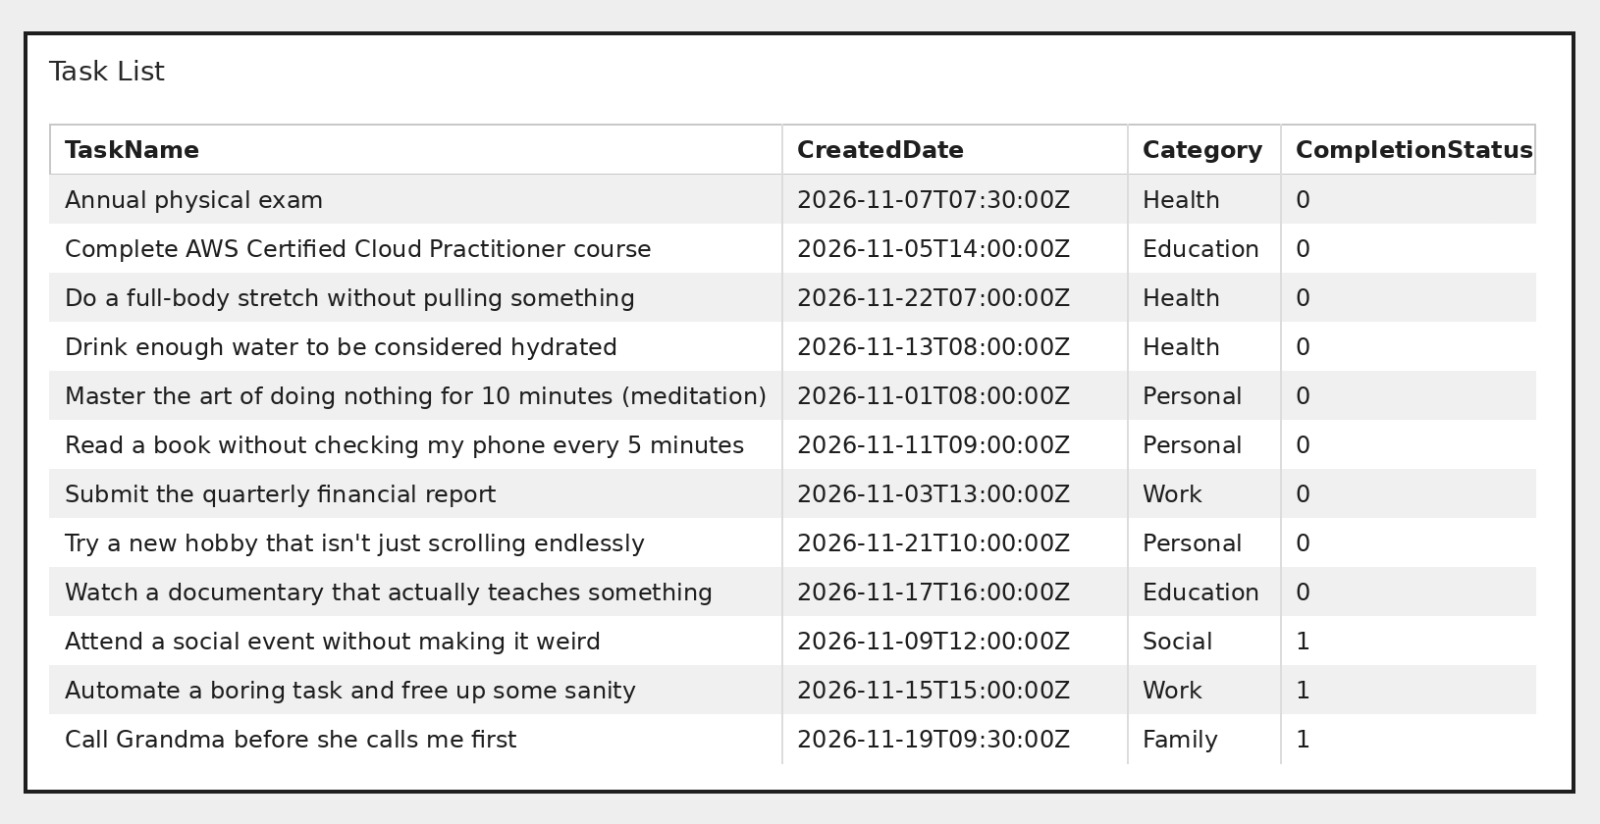 Task List
TaskName CreatedDate Category CompletionStatus
Annual physical exam 2026-11-07T07:30:00Z Health 0
Complete AWS Certified Cloud Practitioner course 2026-11-05T14:00:00Z Education 0
Do a full-body stretch without pulling something 2026-11-22T07:00:00Z Health 0
Drink enough water to be considered hydrated 2026-11-13T08:00:00Z Health 0
Master the art of doing nothing for 10 minutes (meditation) 2026-11-01T08:00:00Z Personal 0
Read a book without checking my phone every 5 minutes 2026-11-11T09:00:00Z Personal 0
Submit the quarterly financial report 2026-11-03T13:00:00Z Work 0
Try a new hobby that isn't just scrolling endlessly 2026-11-21T10:00:00Z Personal 0
Watch a documentary that actually teaches something 2026-11-17T16:00:00Z Education 0
Attend a social event without making it weird 2026-11-09T12:00:00Z Social 1
Automate a boring task and free up some sanity 2026-11-15T15:00:00Z Work 1
Call Grandma before she calls me first 2026-11-19T09:30:00Z Family 1